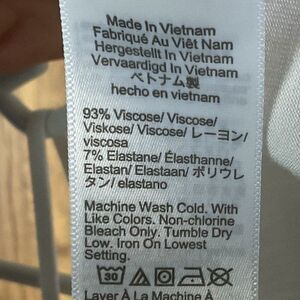 Made In Vietnam
Fabriqué Au Viêt Nam
Hergestellt In Vietnam
Vervaardigd In Vietnam
ベトナム製
hecho en vietnam
93% Viscose/ Viscose/
Viskose/ Viscose/ レーヨン/
viscosa
7% Elastane/ Élasthanne/
Elastan/ Elastaan/ ポリウレ
タン/ elastano
Machine Wash Cold. With
Like Colors. Non-chlorine
Bleach Only. Tumble Dry
Low. Iron On Lowest
Setting.
30
Laver À La Machine À